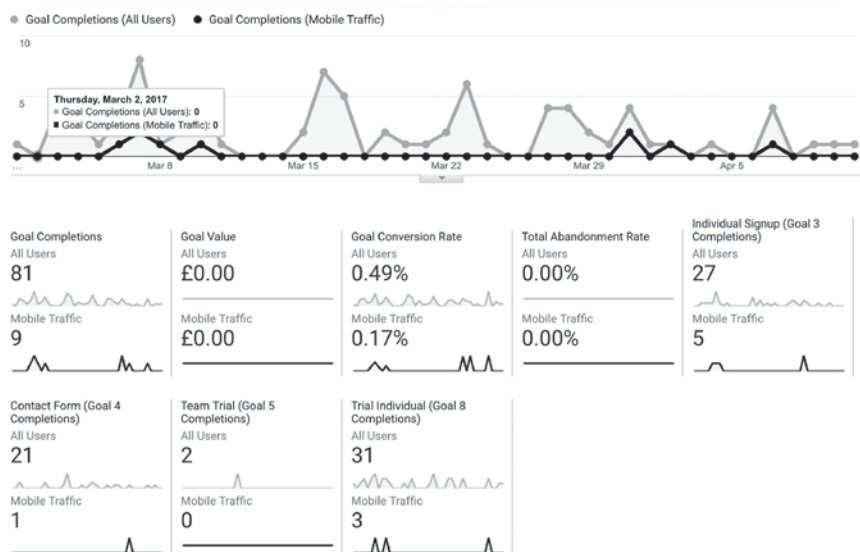 Goal Completions (All Users) Goal Completions (Mobile Traffic)
10
5
Thursday, March 2, 2017
Goal Completions (All Users): 0
Goal Completions (Mobile Traffic): 0
... Mar 8 Mar 15 Mar 22 Mar 29 Apr 5
Goal Completions
All Users
81
Mobile Traffic
9
Goal Value
All Users
£0.00
Mobile Traffic
£0.00
Goal Conversion Rate
All Users
0.49%
Mobile Traffic
0.17%
Total Abandonment Rate
All Users
0.00%
Mobile Traffic
0.00%
Individual Signup (Goal 3
Completions)
All Users
27
Mobile Traffic
5
Contact Form (Goal 4
Completions)
All Users
21
Mobile Traffic
1
Team Trial (Goal 5
Completions)
All Users
2
Mobile Traffic
0
Trial Individual (Goal 8
Completions)
All Users
31
Mobile Traffic
3